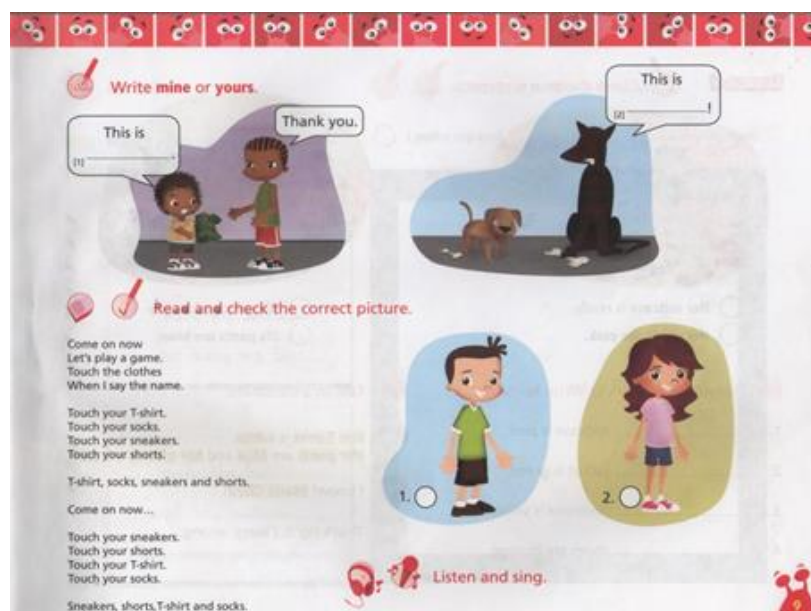 Write mine or yours.
This is
(1) ____________.
Thank you.
This is
(2) ____________!
Read and check the correct picture.
Come on now
Let's play a game.
Touch the clothes
When I say the name.
Touch your T-shirt.
Touch your socks.
Touch your sneakers.
Touch your shorts.
T-shirt, socks, sneakers and shorts.
Come on now...
Touch your sneakers.
Touch your shorts.
Touch your T-shirt.
Touch your socks.
Sneakers, shorts,T-shirt and socks.
1.
2.
Listen and sing.